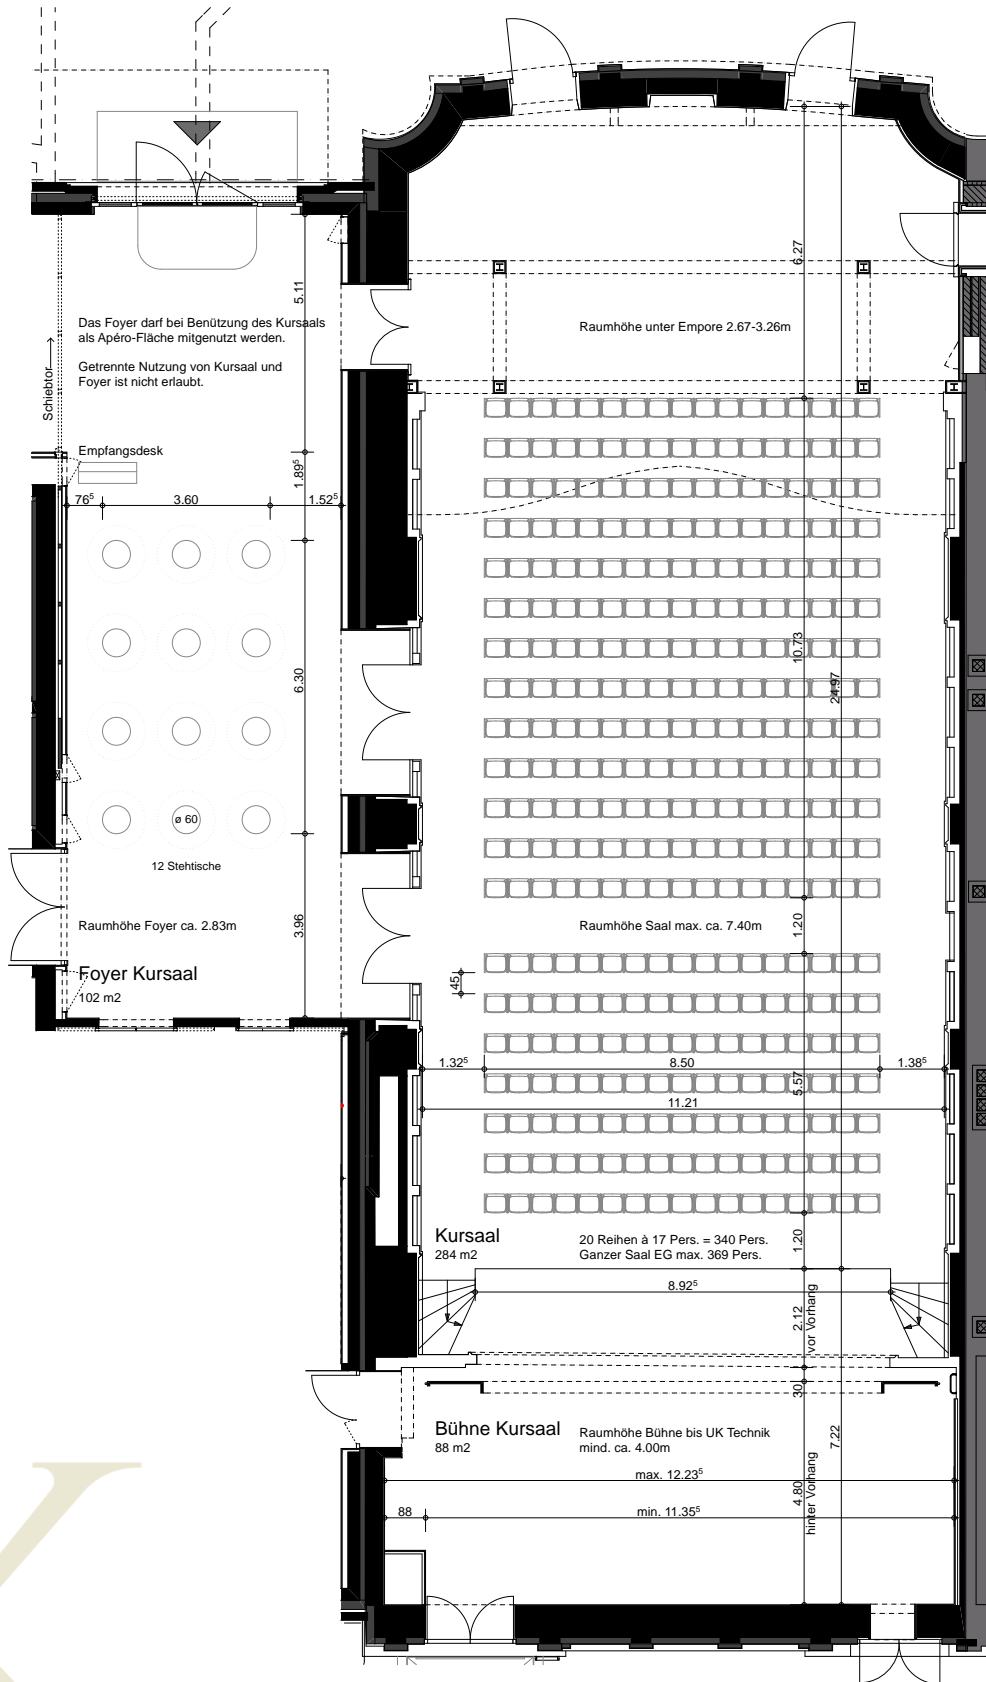 6.27
5.11
Das Foyer darf bei Benützung des Kursaals
als Apéro-Fläche mitgenutzt werden.
Getrennte Nutzung von Kursaal und
Foyer ist nicht erlaubt.
Raumhöhe unter Empore 2.67-3.26m
Schiebtor
Empfangsdesk
1.89⁵
76⁵
3.60
1.52⁵
10.73
24.97
6.30
ø 60
12 Stehtische
Raumhöhe Foyer ca. 2.83m
3.96
Raumhöhe Saal max. ca. 7.40m
1.20
Foyer Kursaal
102 m2
45
1.32⁵
8.50
1.38⁵
5.57
11.21
Kursaal
284 m2
20 Reihen à 17 Pers. = 340 Pers.
Ganzer Saal EG max. 369 Pers.
1.20
8.92⁵
2.12
vor Vorhang
30
Bühne Kursaal
88 m2
Raumhöhe Bühne bis UK Technik
mind. ca. 4.00m
7.22
max. 12.23⁵
4.80
hinter Vorhang
88
min. 11.35⁵